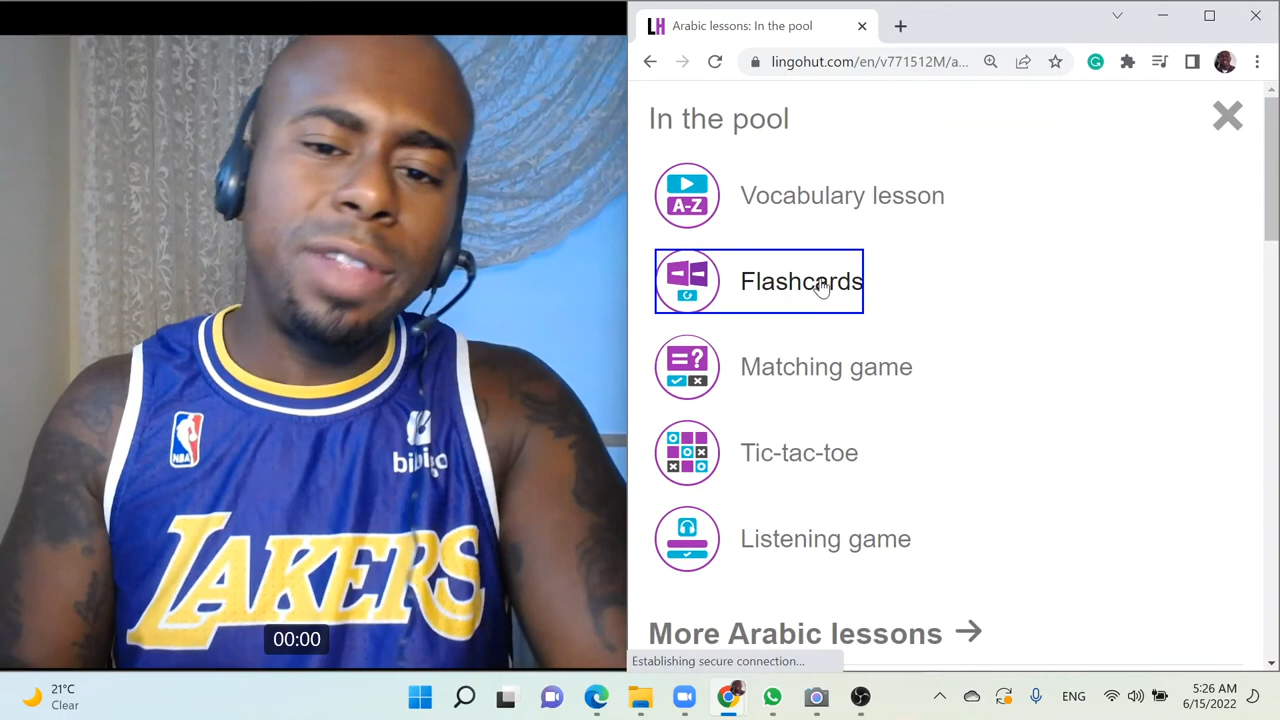 NBA
LAKERS
00:00
LH Arabic lessons: In the pool
lingohut.com/en/v771512M/a...
In the pool
Vocabulary lesson
A-Z
Flashcards
Matching game
Tic-tac-toe
Listening game
More Arabic lessons
Establishing secure connection...
21°C
Clear
ENG
5:26 AM
6/15/2022